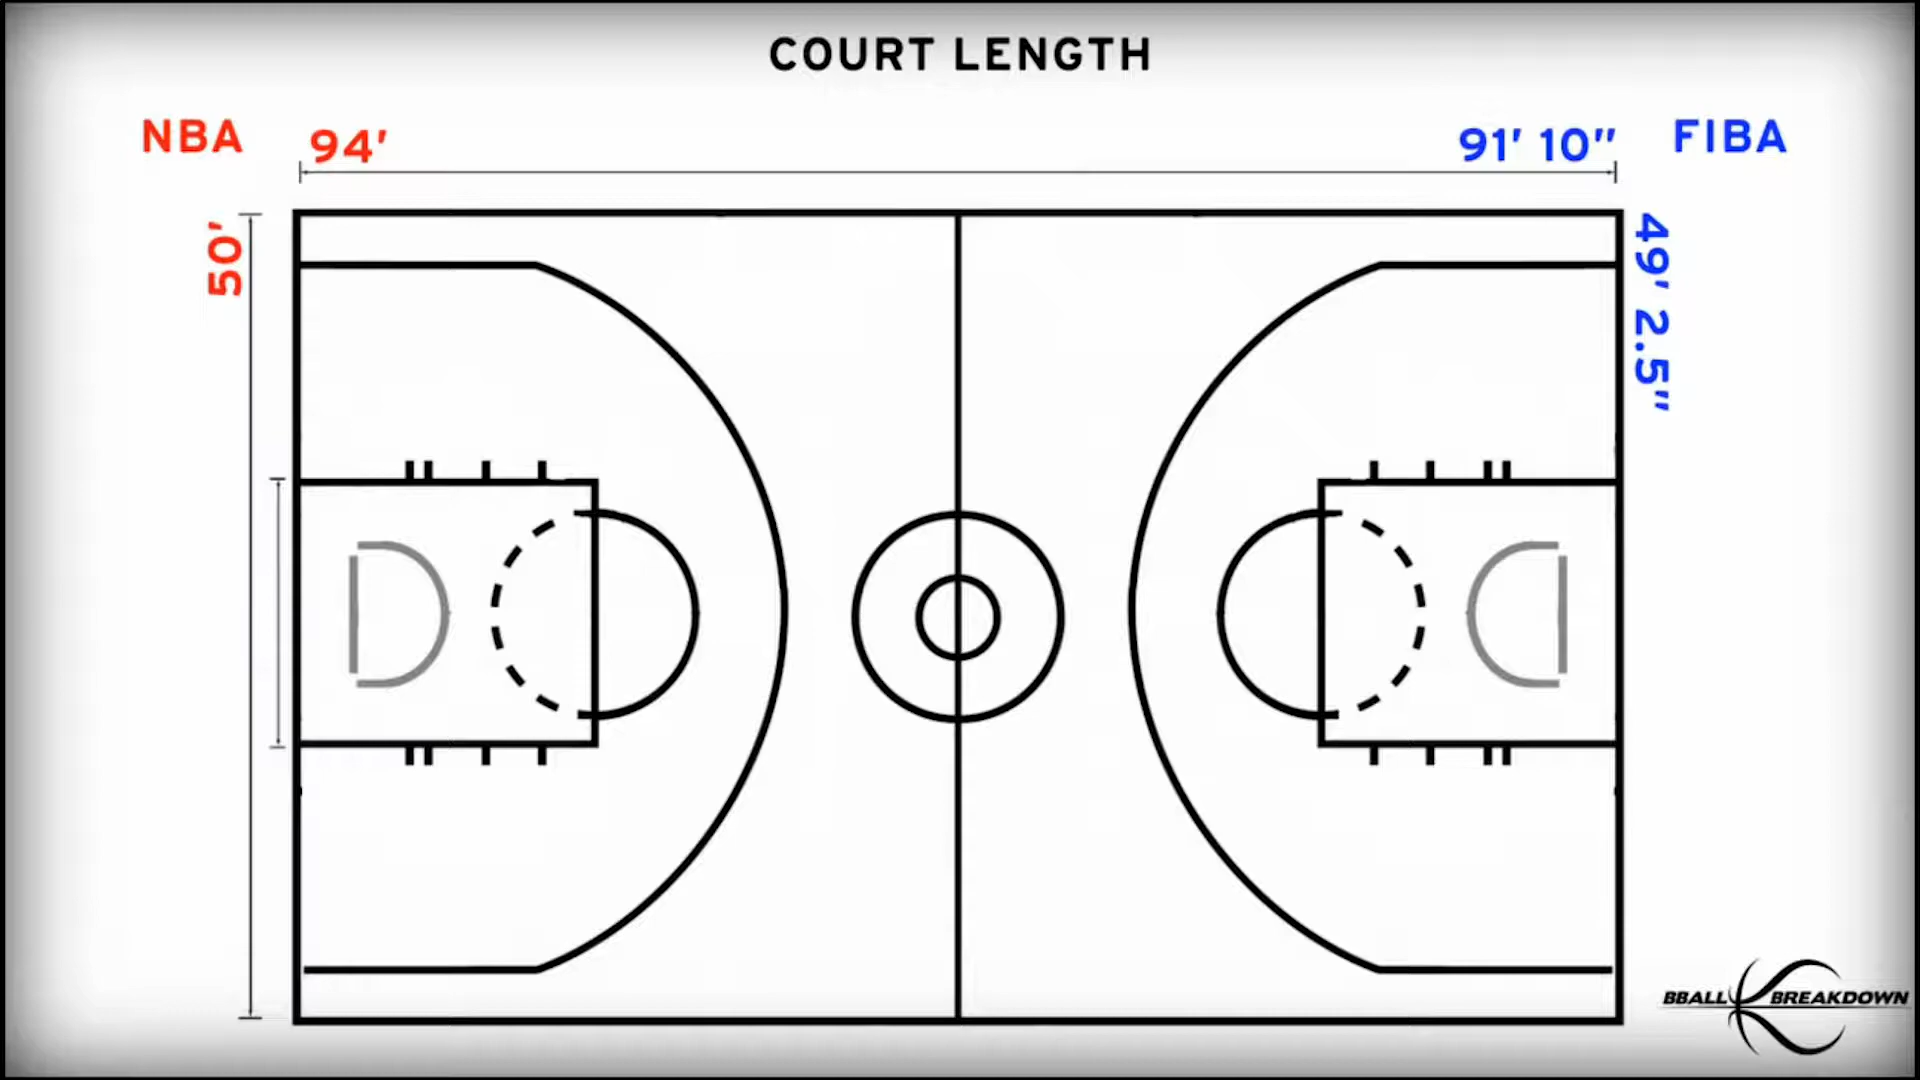 COURT LENGTH
NBA
94'
91' 10"
FIBA
50'
49' 2.5"
BBALL BREAKDOWN